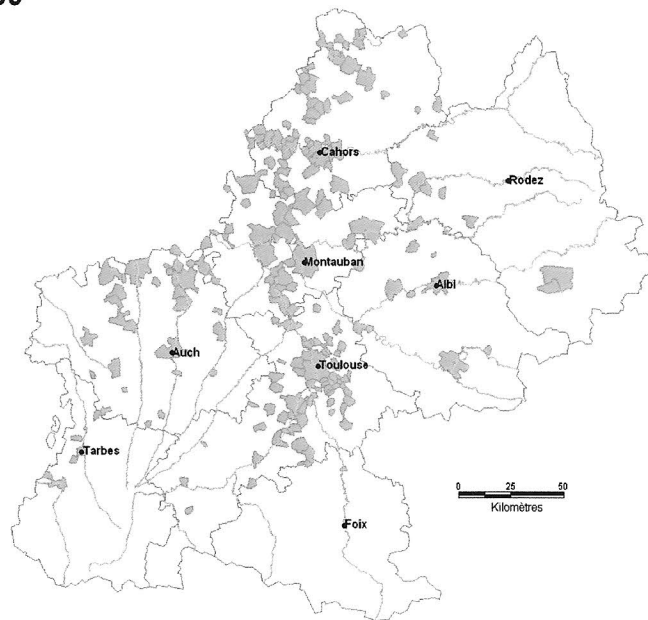 Cahors
Rodez
Montauban
Albi
Auch
Toulouse
Tarbes
0 25 50
Kilomètres
Foix